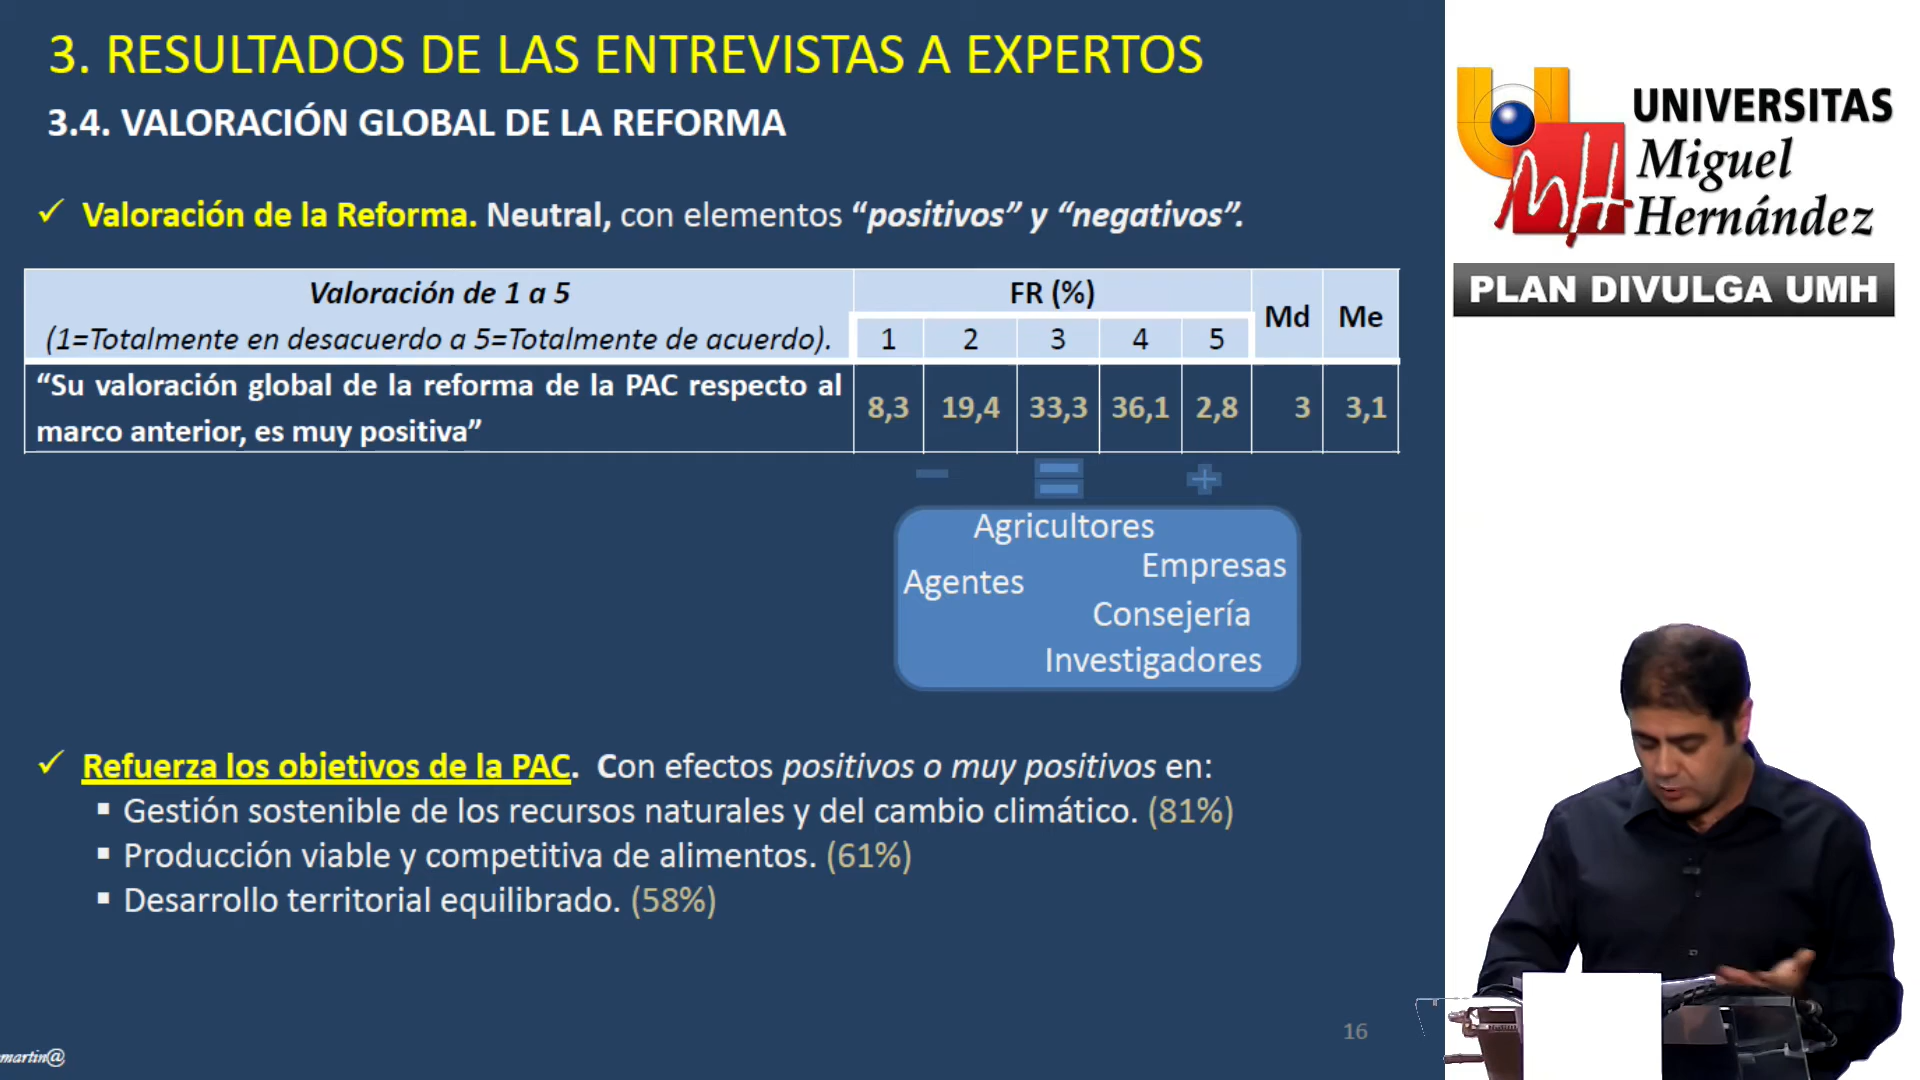 3. RESULTADOS DE LAS ENTREVISTAS A EXPERTOS
3.4. VALORACIÓN GLOBAL DE LA REFORMA
✓ Valoración de la Reforma. Neutral, con elementos “positivos” y “negativos”.
Valoración de 1 a 5
(1=Totalmente en desacuerdo a 5=Totalmente de acuerdo).
FR (%)
1 2 3 4 5
Md Me
“Su valoración global de la reforma de la PAC respecto al
marco anterior, es muy positiva”
8,3 19,4 33,3 36,1 2,8 3 3,1
− = +
Agricultores
Empresas
Agentes
Consejería
Investigadores
✓ Refuerza los objetivos de la PAC. Con efectos positivos o muy positivos en:
▪ Gestión sostenible de los recursos naturales y del cambio climático. (81%)
▪ Producción viable y competitiva de alimentos. (61%)
▪ Desarrollo territorial equilibrado. (58%)
16
martin@
UNIVERSITAS
Miguel
Hernández
PLAN DIVULGA UMH